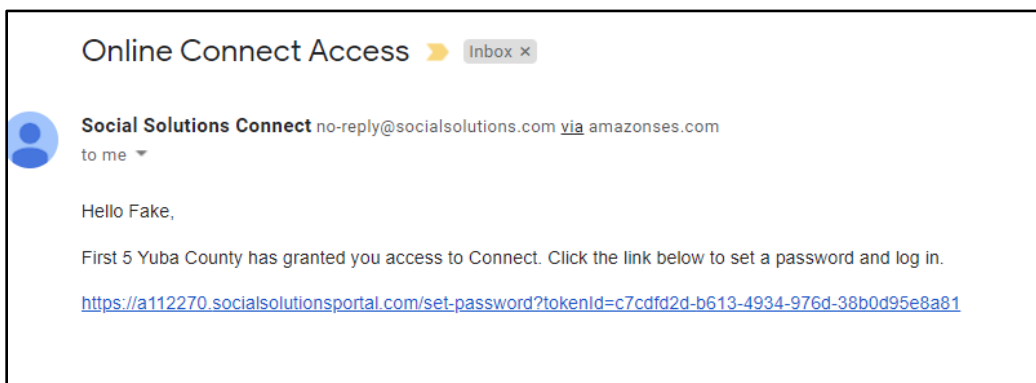 Online Connect Access Inbox ×
Social Solutions Connect no-reply@socialsolutions.com via amazonses.com
to me
Hello Fake,
First 5 Yuba County has granted you access to Connect. Click the link below to set a password and log in.
https://a112270.socialsolutionsportal.com/set-password?tokenId=c7cdfd2d-b613-4934-976d-38b0d95e8a81